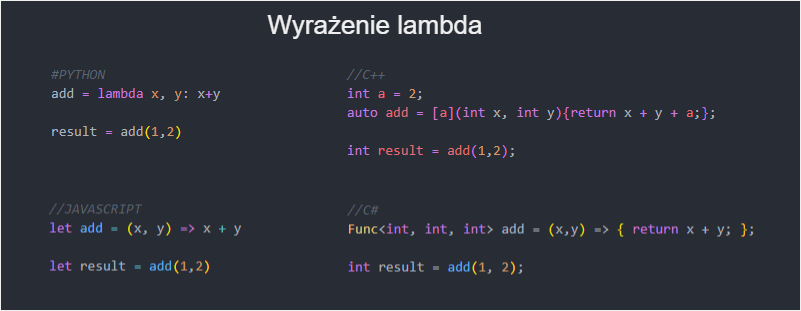 Wyrażenie lambda
#PYTHON
add = lambda x, y: x+y
result = add(1,2)
//C++
int a = 2;
auto add = [a](int x, int y){return x + y + a;};
int result = add(1,2);
//JAVASCRIPT
let add = (x, y) => x + y
let result = add(1,2)
//C#
Func<int, int, int> add = (x,y) => { return x + y; };
int result = add(1, 2);